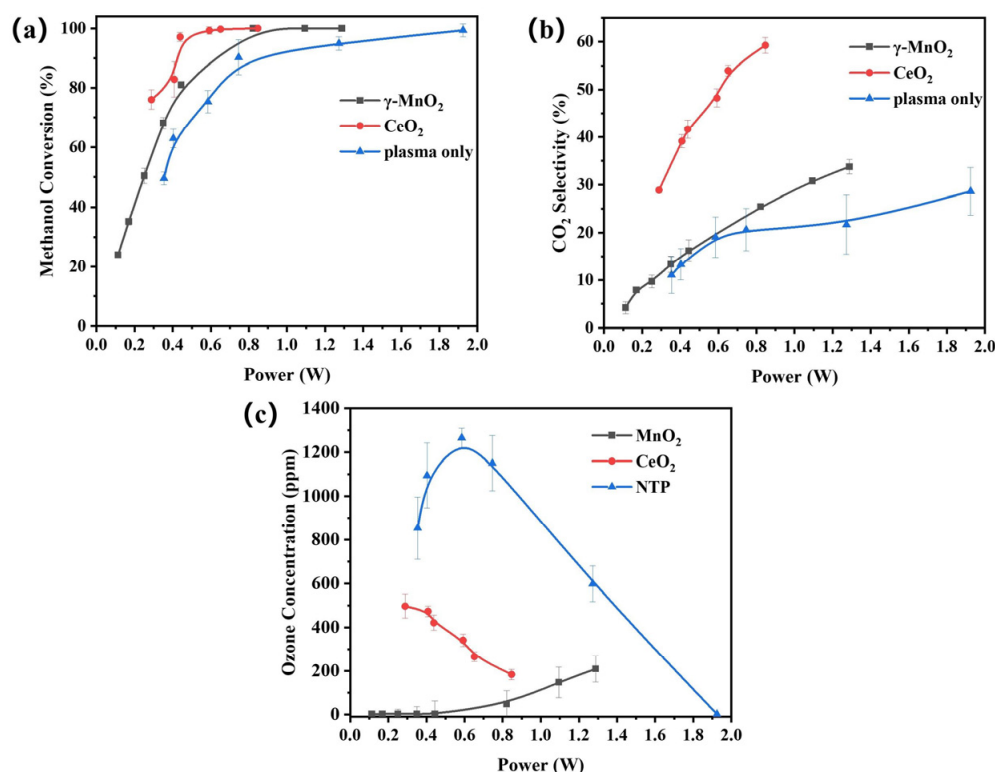 (a)
100
80
60
40
20
0
Methanol Conversion (%)
γ-MnO₂
CeO₂
plasma only
0.0 0.2 0.4 0.6 0.8 1.0 1.2 1.4 1.6 1.8 2.0
Power (W)
(b)
60
50
40
30
20
10
0
CO₂ Selectivity (%)
γ-MnO₂
CeO₂
plasma only
0.0 0.2 0.4 0.6 0.8 1.0 1.2 1.4 1.6 1.8 2.0
Power (W)
(c)
1400
1200
1000
800
600
400
200
0
Ozone Concentration (ppm)
MnO₂
CeO₂
NTP
0.0 0.2 0.4 0.6 0.8 1.0 1.2 1.4 1.6 1.8 2.0
Power (W)